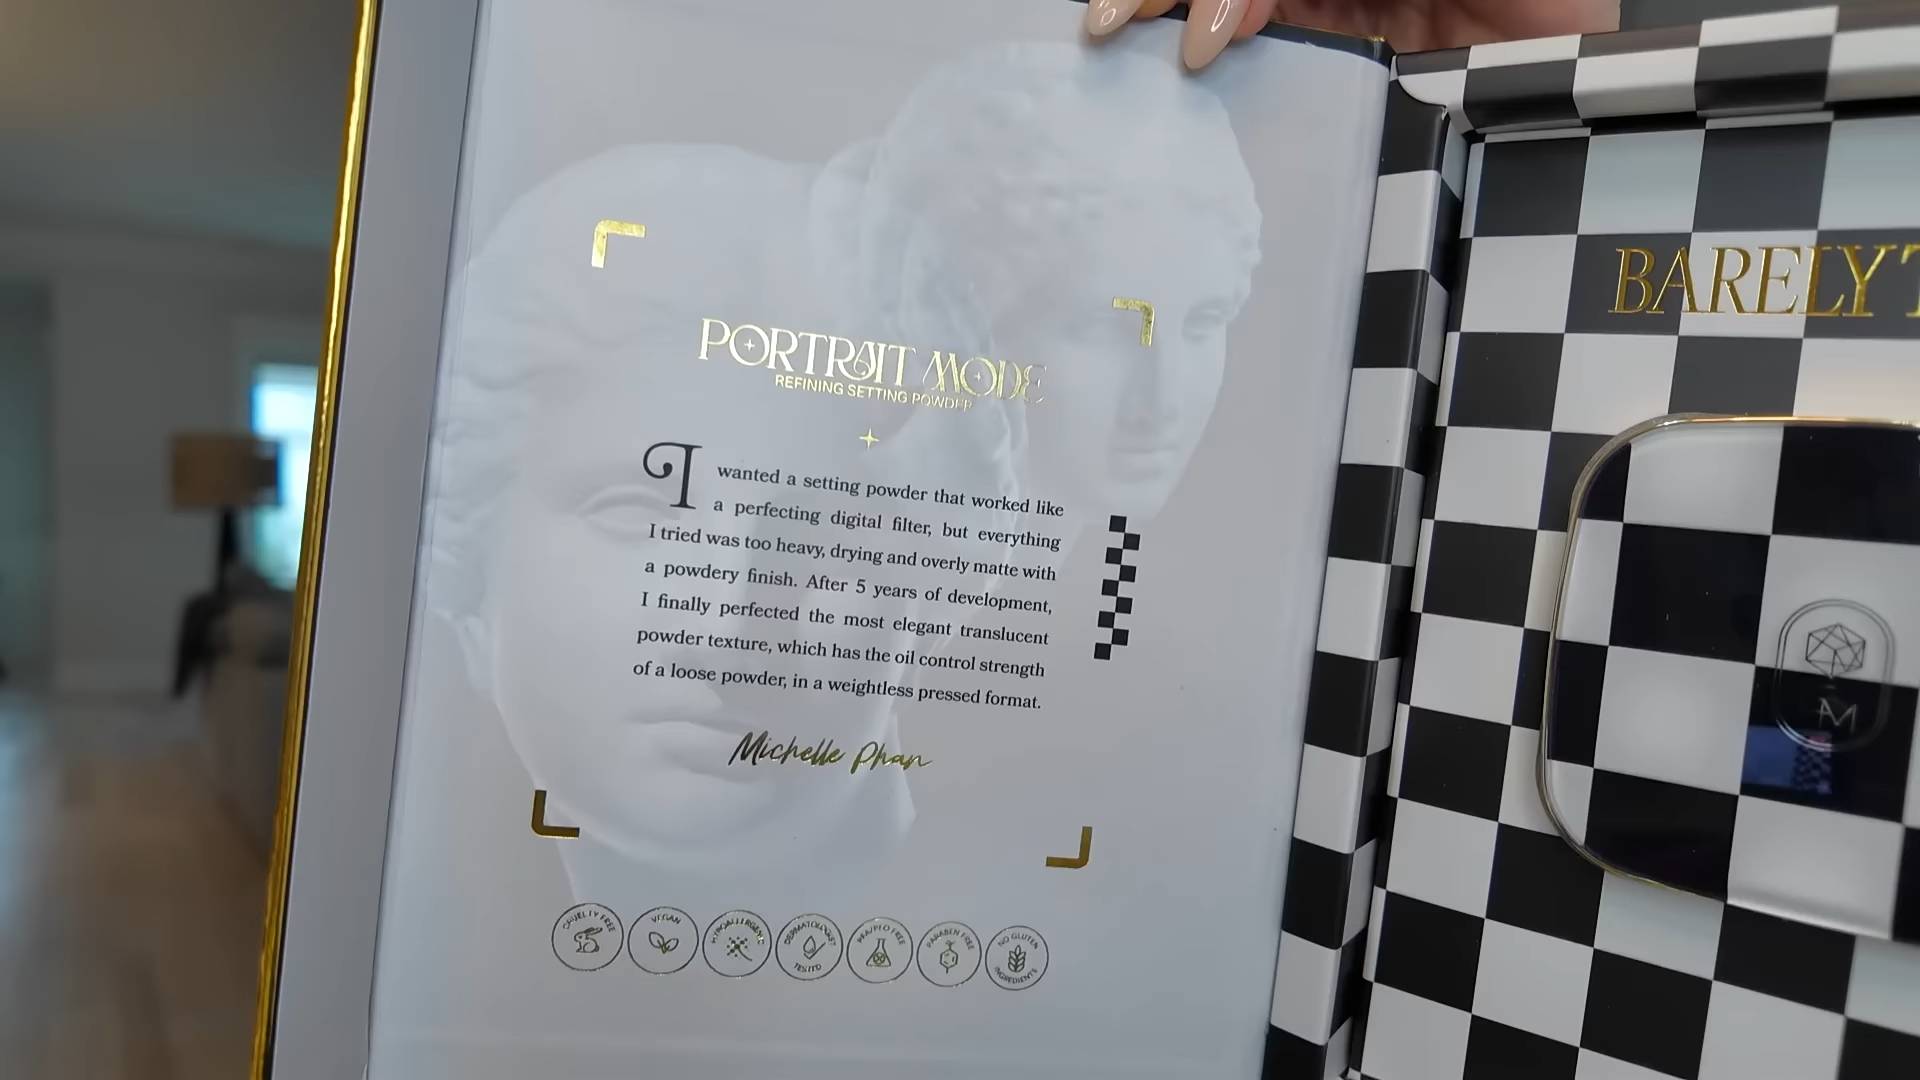 PORTRAIT MODE
REFINING SETTING POWDER
I wanted a setting powder that worked like
a perfecting digital filter, but everything
I tried was too heavy, drying and overly matte with
a powdery finish. After 5 years of development,
I finally perfected the most elegant translucent
powder texture, which has the oil control strength
of a loose powder, in a weightless pressed format.
Michelle Phan
CRUELTY FREE
VEGAN
HYPOALLERGENIC
DERMATOLOGIST TESTED
PARABEN FREE
NO GLUTEN INGREDIENTS
BARELY
M